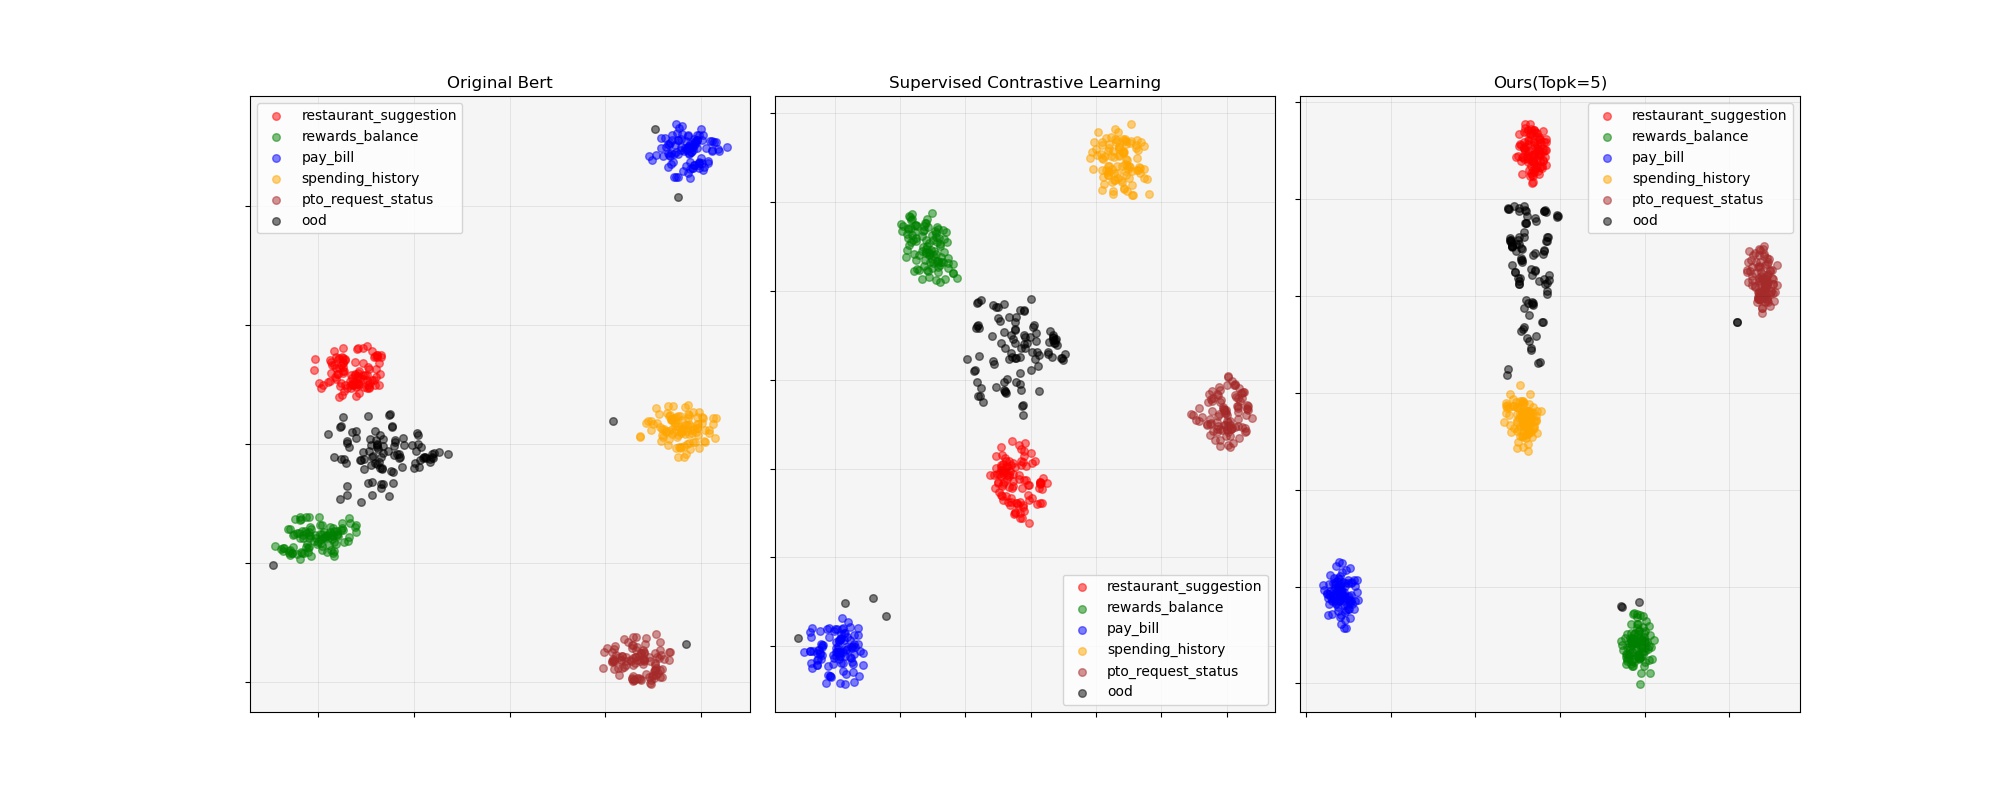 Original Bert
restaurant_suggestion
rewards_balance
pay_bill
spending_history
pto_request_status
ood
Supervised Contrastive Learning
restaurant_suggestion
rewards_balance
pay_bill
spending_history
pto_request_status
ood
Ours(Topk=5)
restaurant_suggestion
rewards_balance
pay_bill
spending_history
pto_request_status
ood